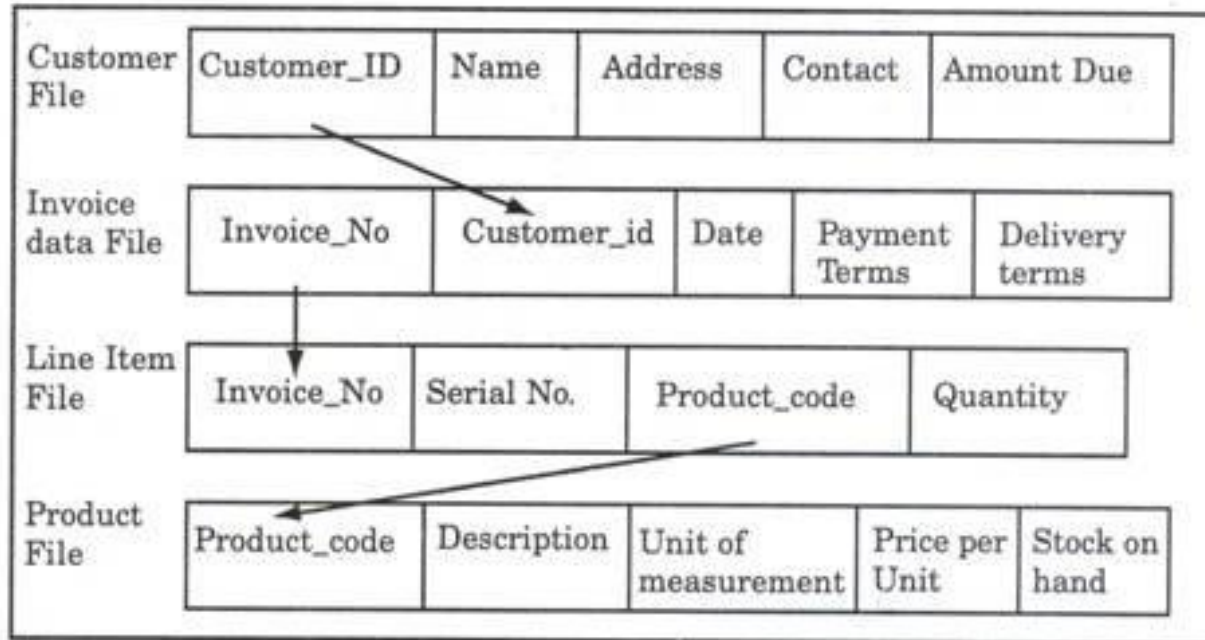 Customer File
Customer_ID Name Address Contact Amount Due
Invoice data File
Invoice_No Customer_id Date Payment Terms Delivery terms
Line Item File
Invoice_No Serial No. Product_code Quantity
Product File
Product_code Description Unit of measurement Price per Unit Stock on hand